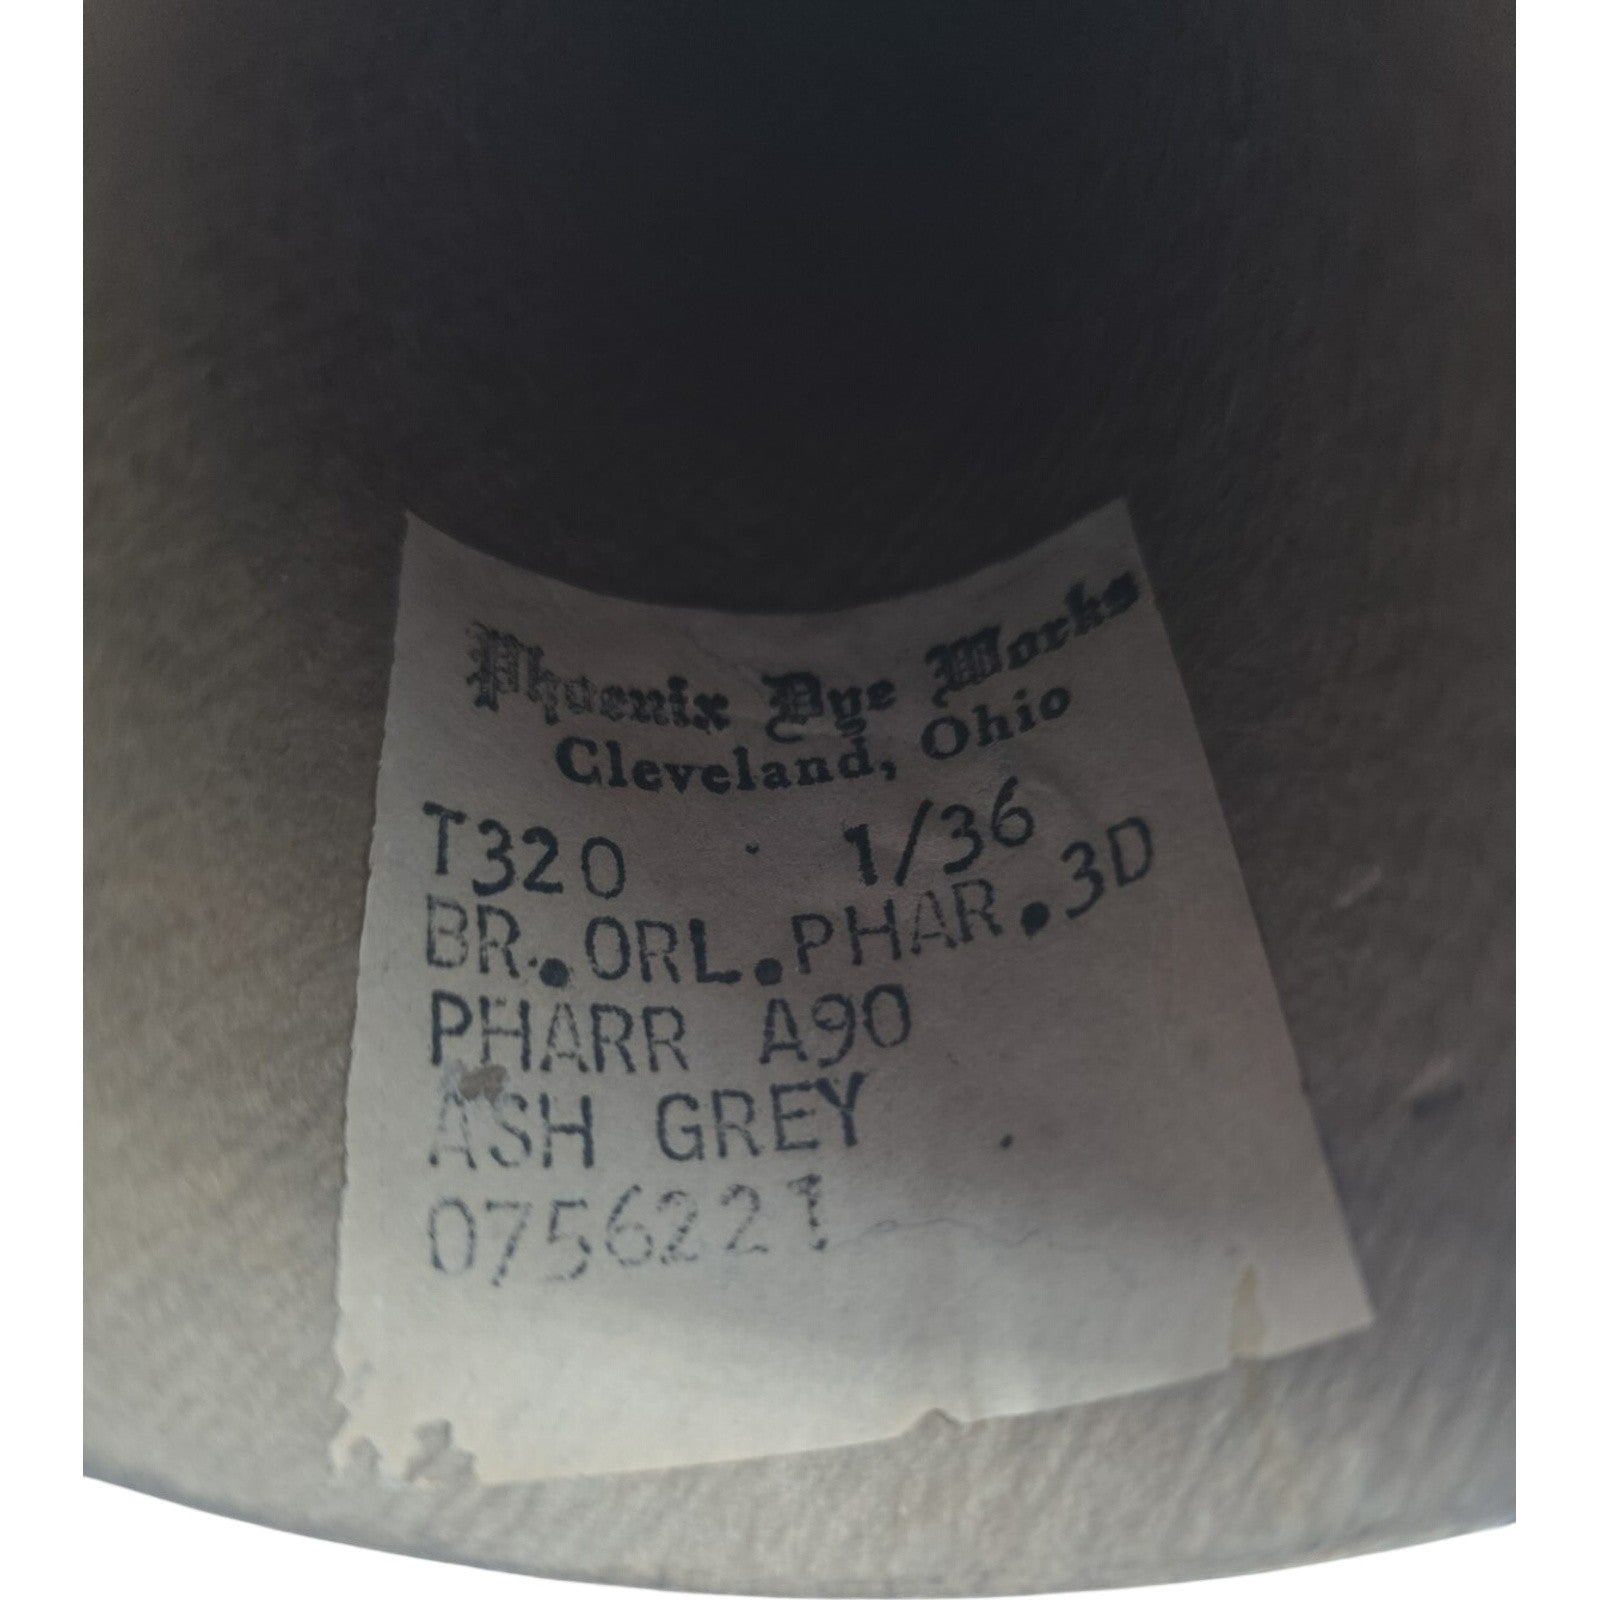 Phoenix Dye Works
Cleveland, Ohio
T320 1/36
BR.ORL.PHAR.3D
PHARR A90
ASH GREY
0756221